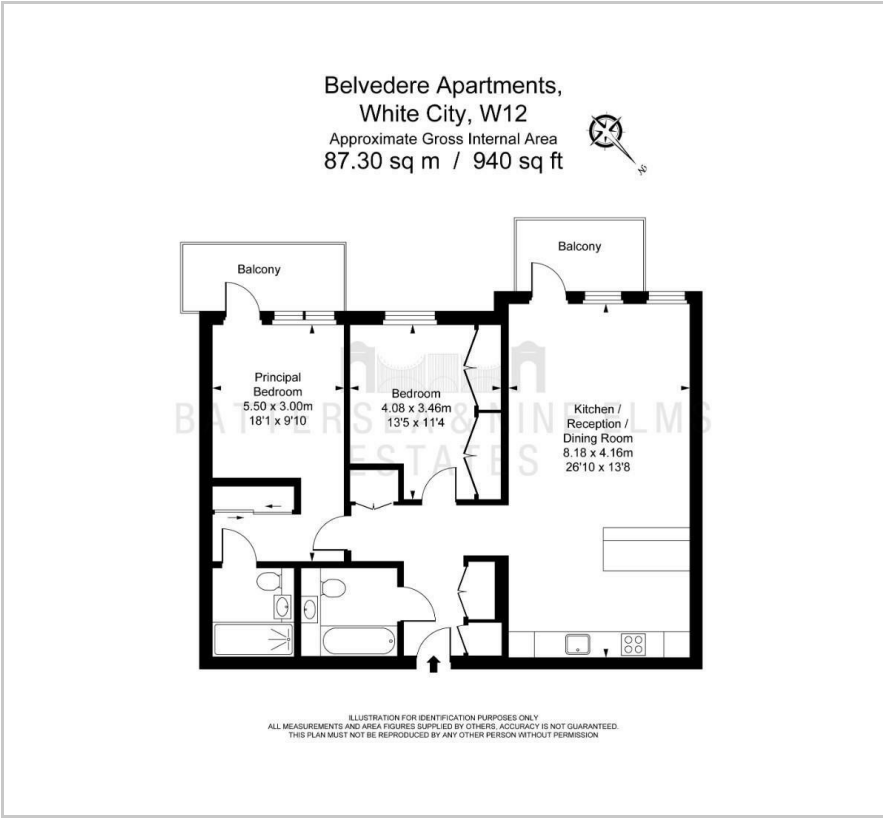 Belvedere Apartments,
White City, W12
Approximate Gross Internal Area
87.30 sq m / 940 sq ft
N
Balcony
Balcony
Principal
Bedroom
5.50 x 3.00m
18'1 x 9'10
Bedroom
4.08 x 3.46m
13'5 x 11'4
Kitchen /
Reception /
Dining Room
8.18 x 4.16m
26'10 x 13'8
BATTERSEA & NINE ELMS
ESTATES
ILLUSTRATION FOR IDENTIFICATION PURPOSES ONLY
ALL MEASUREMENTS AND AREA FIGURES SUPPLIED BY OTHERS, ACCURACY IS NOT GUARANTEED.
THIS PLAN MUST NOT BE REPRODUCED BY ANY OTHER PERSON WITHOUT PERMISSION